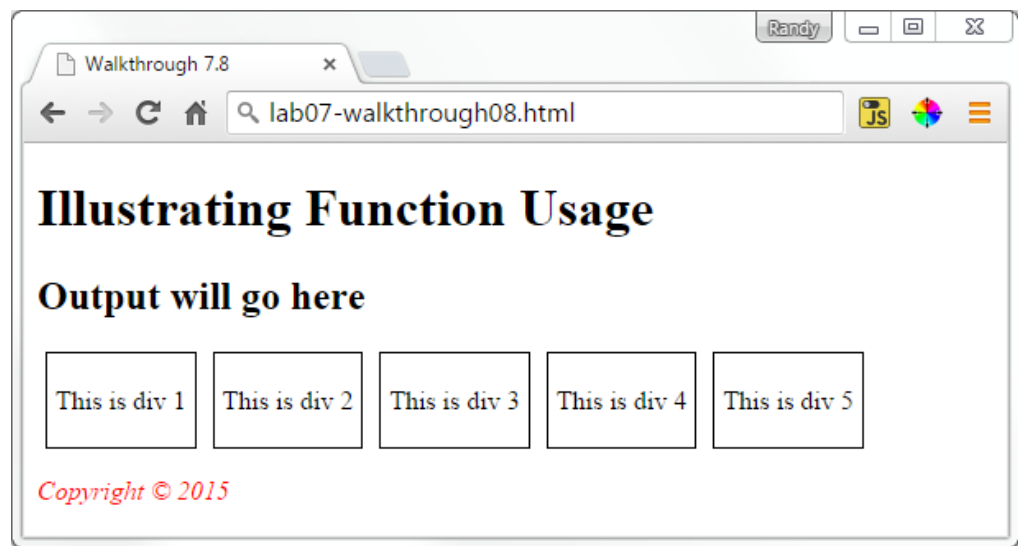 Randy
Walkthrough 7.8
lab07-walkthrough08.html
JS
Illustrating Function Usage
Output will go here
This is div 1
This is div 2
This is div 3
This is div 4
This is div 5
Copyright © 2015